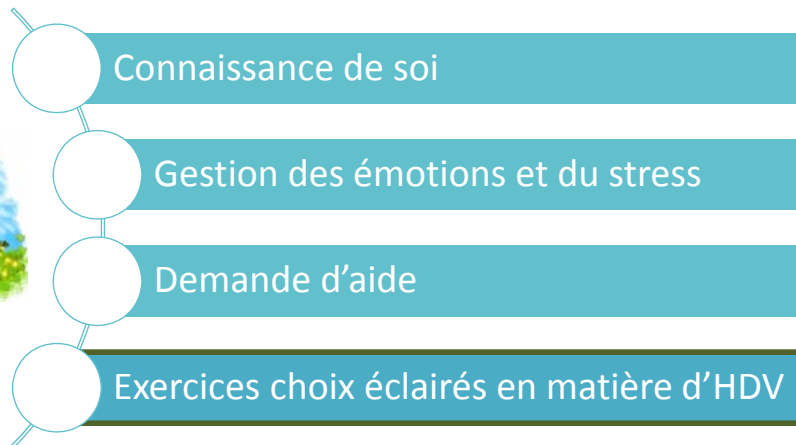 Connaissance de soi
Gestion des émotions et du stress
Demande d’aide
Exercices choix éclairés en matière d’HDV